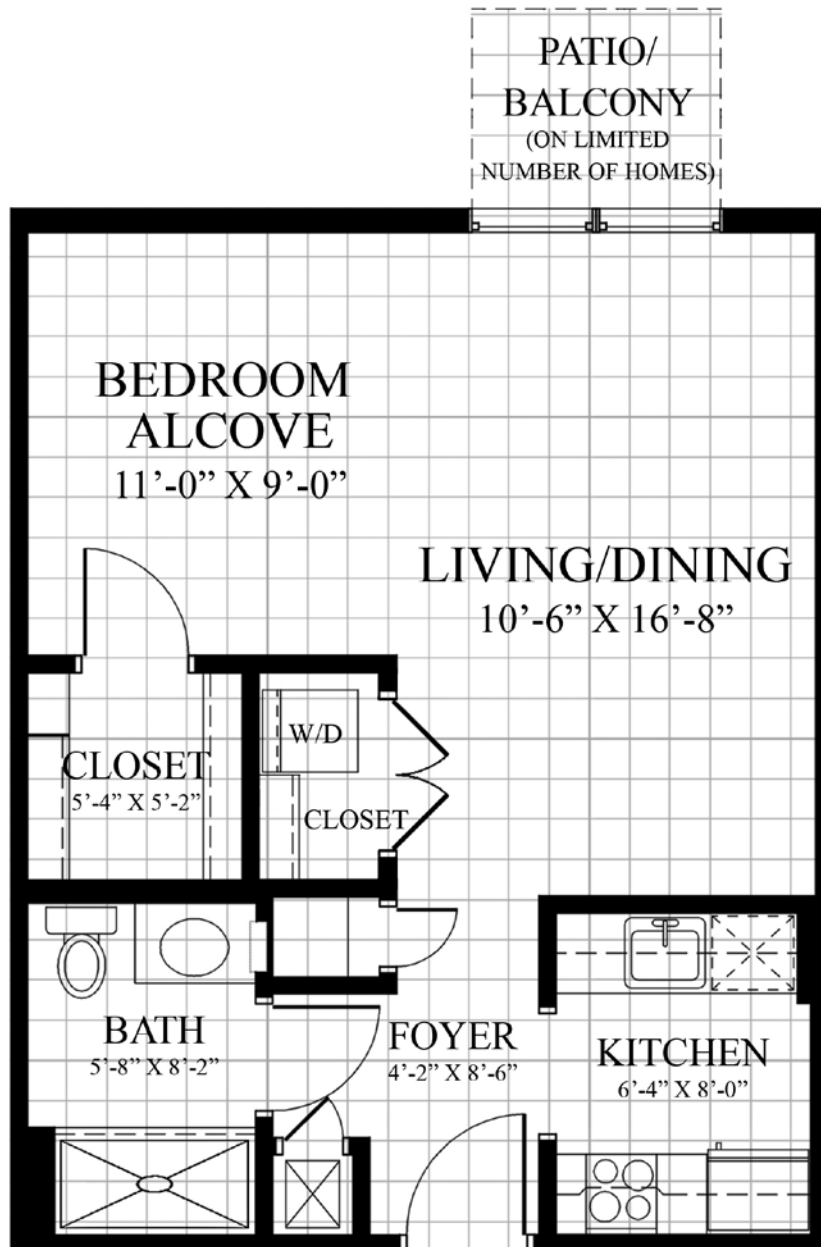 PATIO/
BALCONY
(ON LIMITED
NUMBER OF HOMES)
BEDROOM
ALCOVE
11’-0” X 9’-0”
LIVING/DINING
10’-6” X 16’-8”
W/D
CLOSET
5’-4” X 5’-2”
CLOSET
BATH
5’-8” X 8’-2”
FOYER
4’-2” X 8’-6”
KITCHEN
6’-4” X 8’-0”